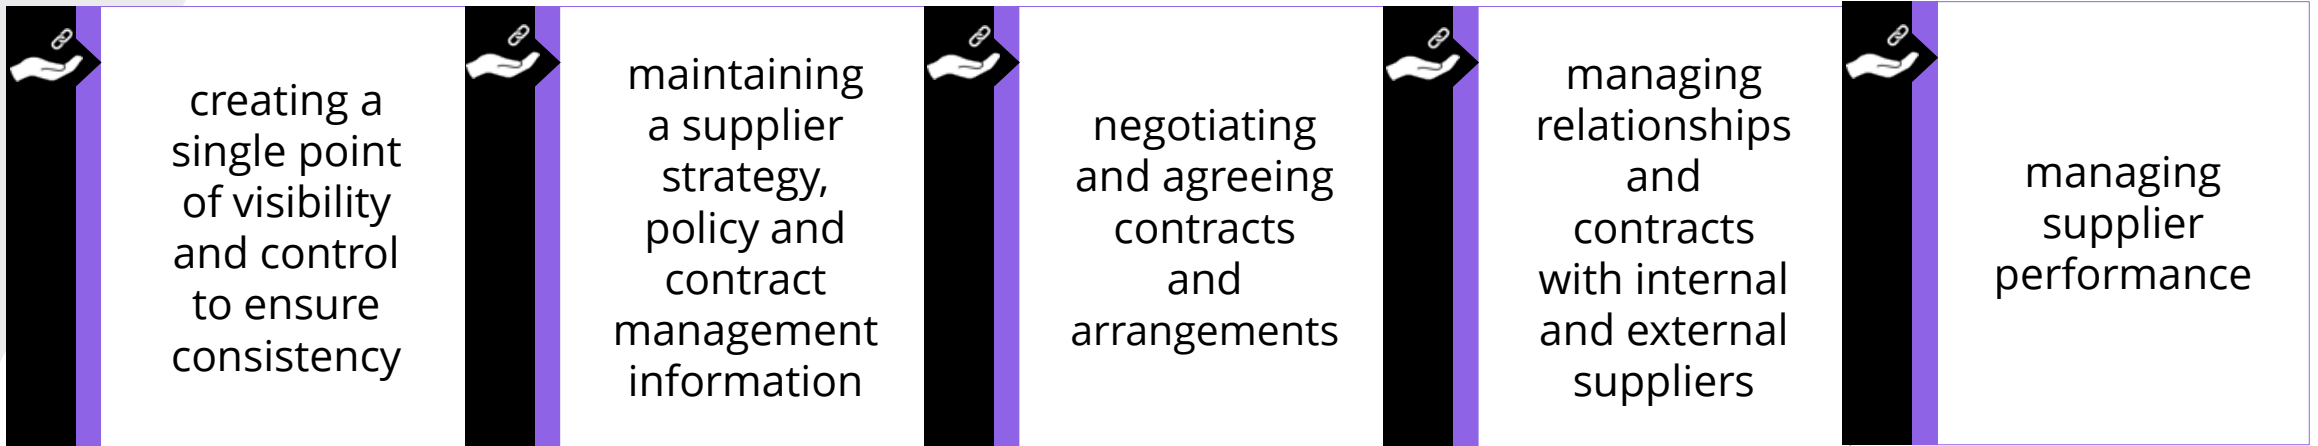 creating a
single point
of visibility
and control
to ensure
consistency
maintaining
a supplier
strategy,
policy and
contract
management
information
negotiating
and agreeing
contracts
and
arrangements
managing
relationships
and
contracts
with internal
and external
suppliers
managing
supplier
performance